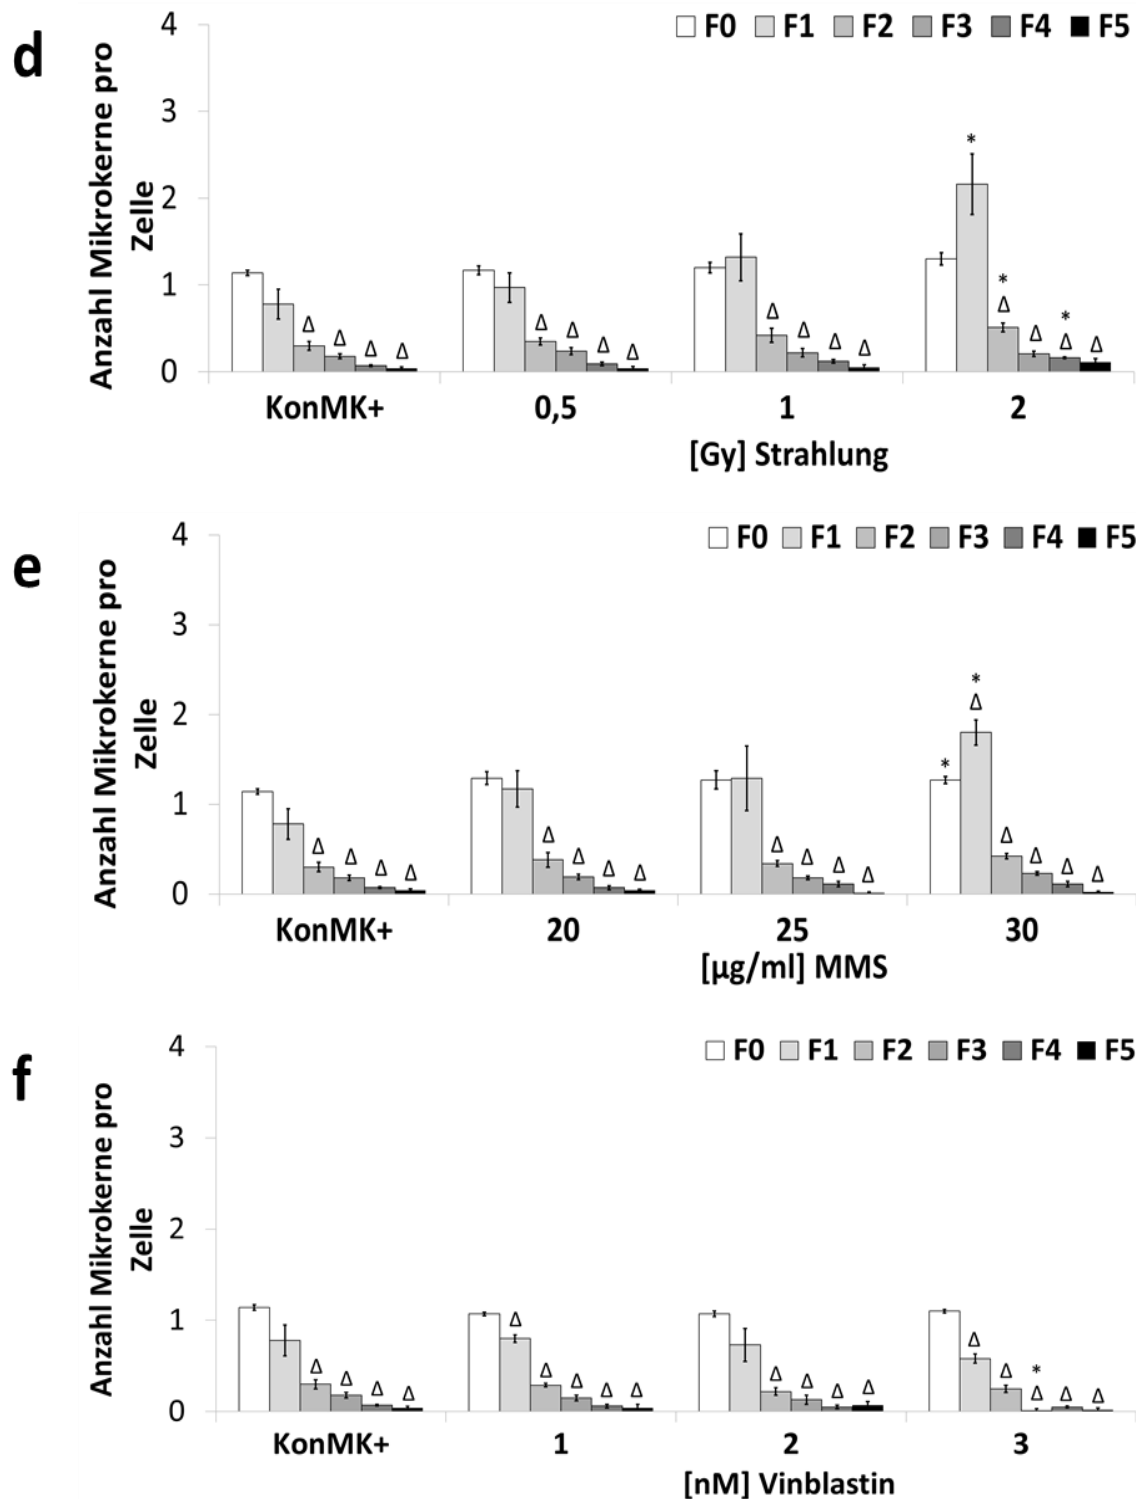 d
Anzahl Mikrokerne pro
Zelle
4
3
2
1
0
F0 F1 F2 F3 F4 F5
Δ Δ Δ Δ
Δ Δ Δ Δ
Δ Δ Δ Δ
* * *
Δ Δ Δ Δ
KonMK+ 0,5 1 2
[Gy] Strahlung
e
Anzahl Mikrokerne pro
Zelle
4
3
2
1
0
F0 F1 F2 F3 F4 F5
Δ Δ Δ Δ
Δ Δ Δ Δ
Δ Δ Δ Δ
* *
Δ Δ Δ Δ Δ
KonMK+ 20 25 30
[µg/ml] MMS
f
Anzahl Mikrokerne pro
Zelle
4
3
2
1
0
F0 F1 F2 F3 F4 F5
Δ Δ Δ Δ
Δ Δ Δ Δ Δ
Δ Δ Δ Δ
*
Δ Δ Δ Δ Δ
KonMK+ 1 2 3
[nM] Vinblastin